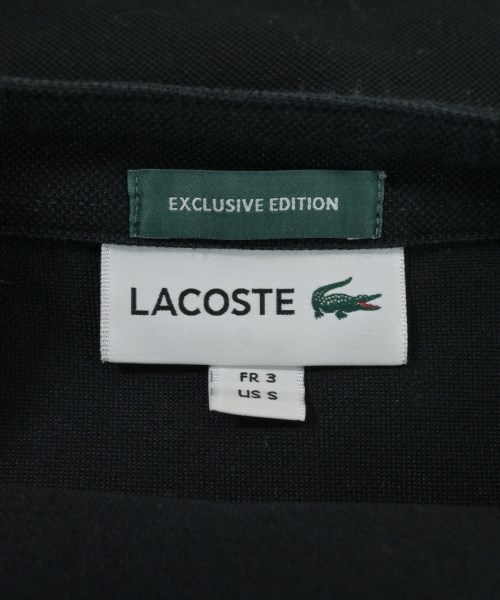 EXCLUSIVE EDITION
LACOSTE
FR 3
US S